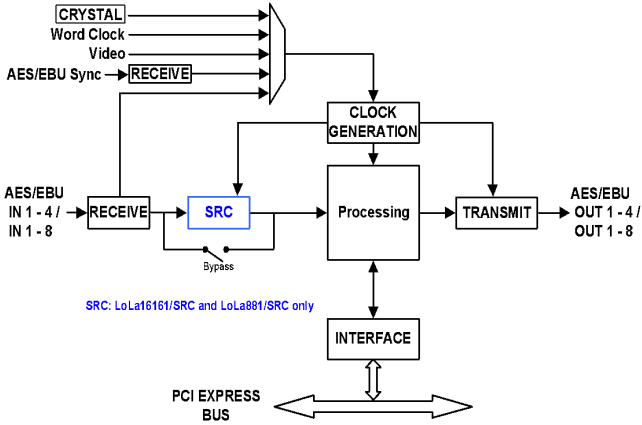 CRYSTAL
Word Clock
Video
AES/EBU Sync
RECEIVE
CLOCK
GENERATION
AES/EBU
IN 1 - 4 /
IN 1 - 8
RECEIVE
SRC
Bypass
Processing
TRANSMIT
AES/EBU
OUT 1 - 4 /
OUT 1 - 8
SRC: LoLa16161/SRC and LoLa881/SRC only
INTERFACE
PCI EXPRESS
BUS